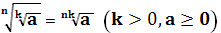 ⁿ√(ᵏ√a) = ⁿᵏ√a (k > 0, a ≥ 0)